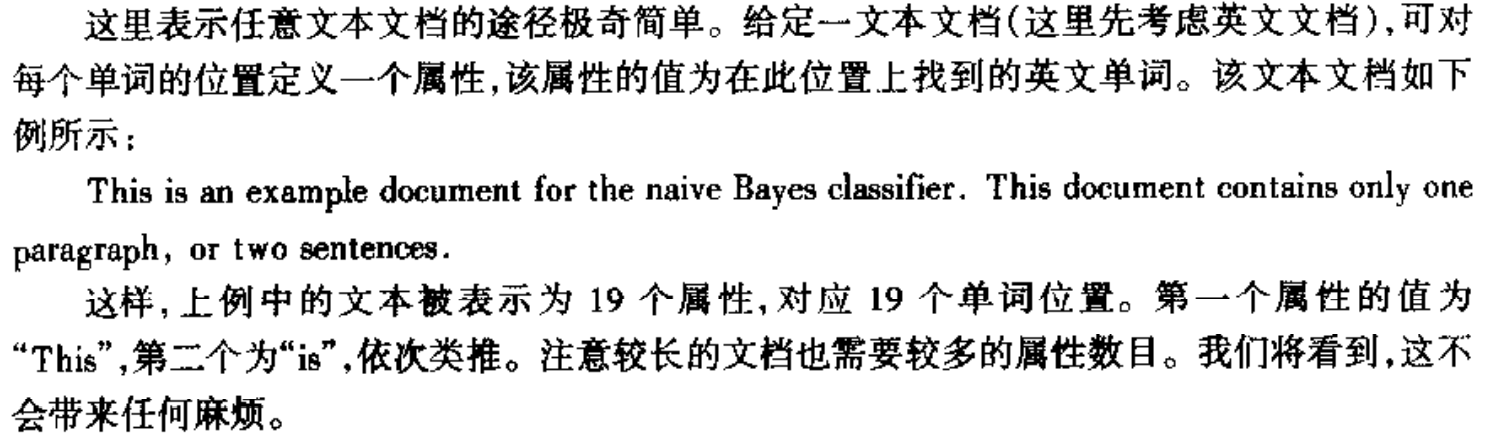 这里表示任意文本文档的途径极奇简单。给定一文本文档(这里先考虑英文文档),可对
每个单词的位置定义一个属性,该属性的值为在此位置上找到的英文单词。该文本文档如下
例所示:
This is an example document for the naive Bayes classifier. This document contains only one
paragraph, or two sentences.
这样,上例中的文本被表示为 19 个属性,对应 19 个单词位置。第一个属性的值为
“This”,第二个为“is”,依次类推。注意较长的文档也需要较多的属性数目。我们将看到,这不
会带来任何麻烦。